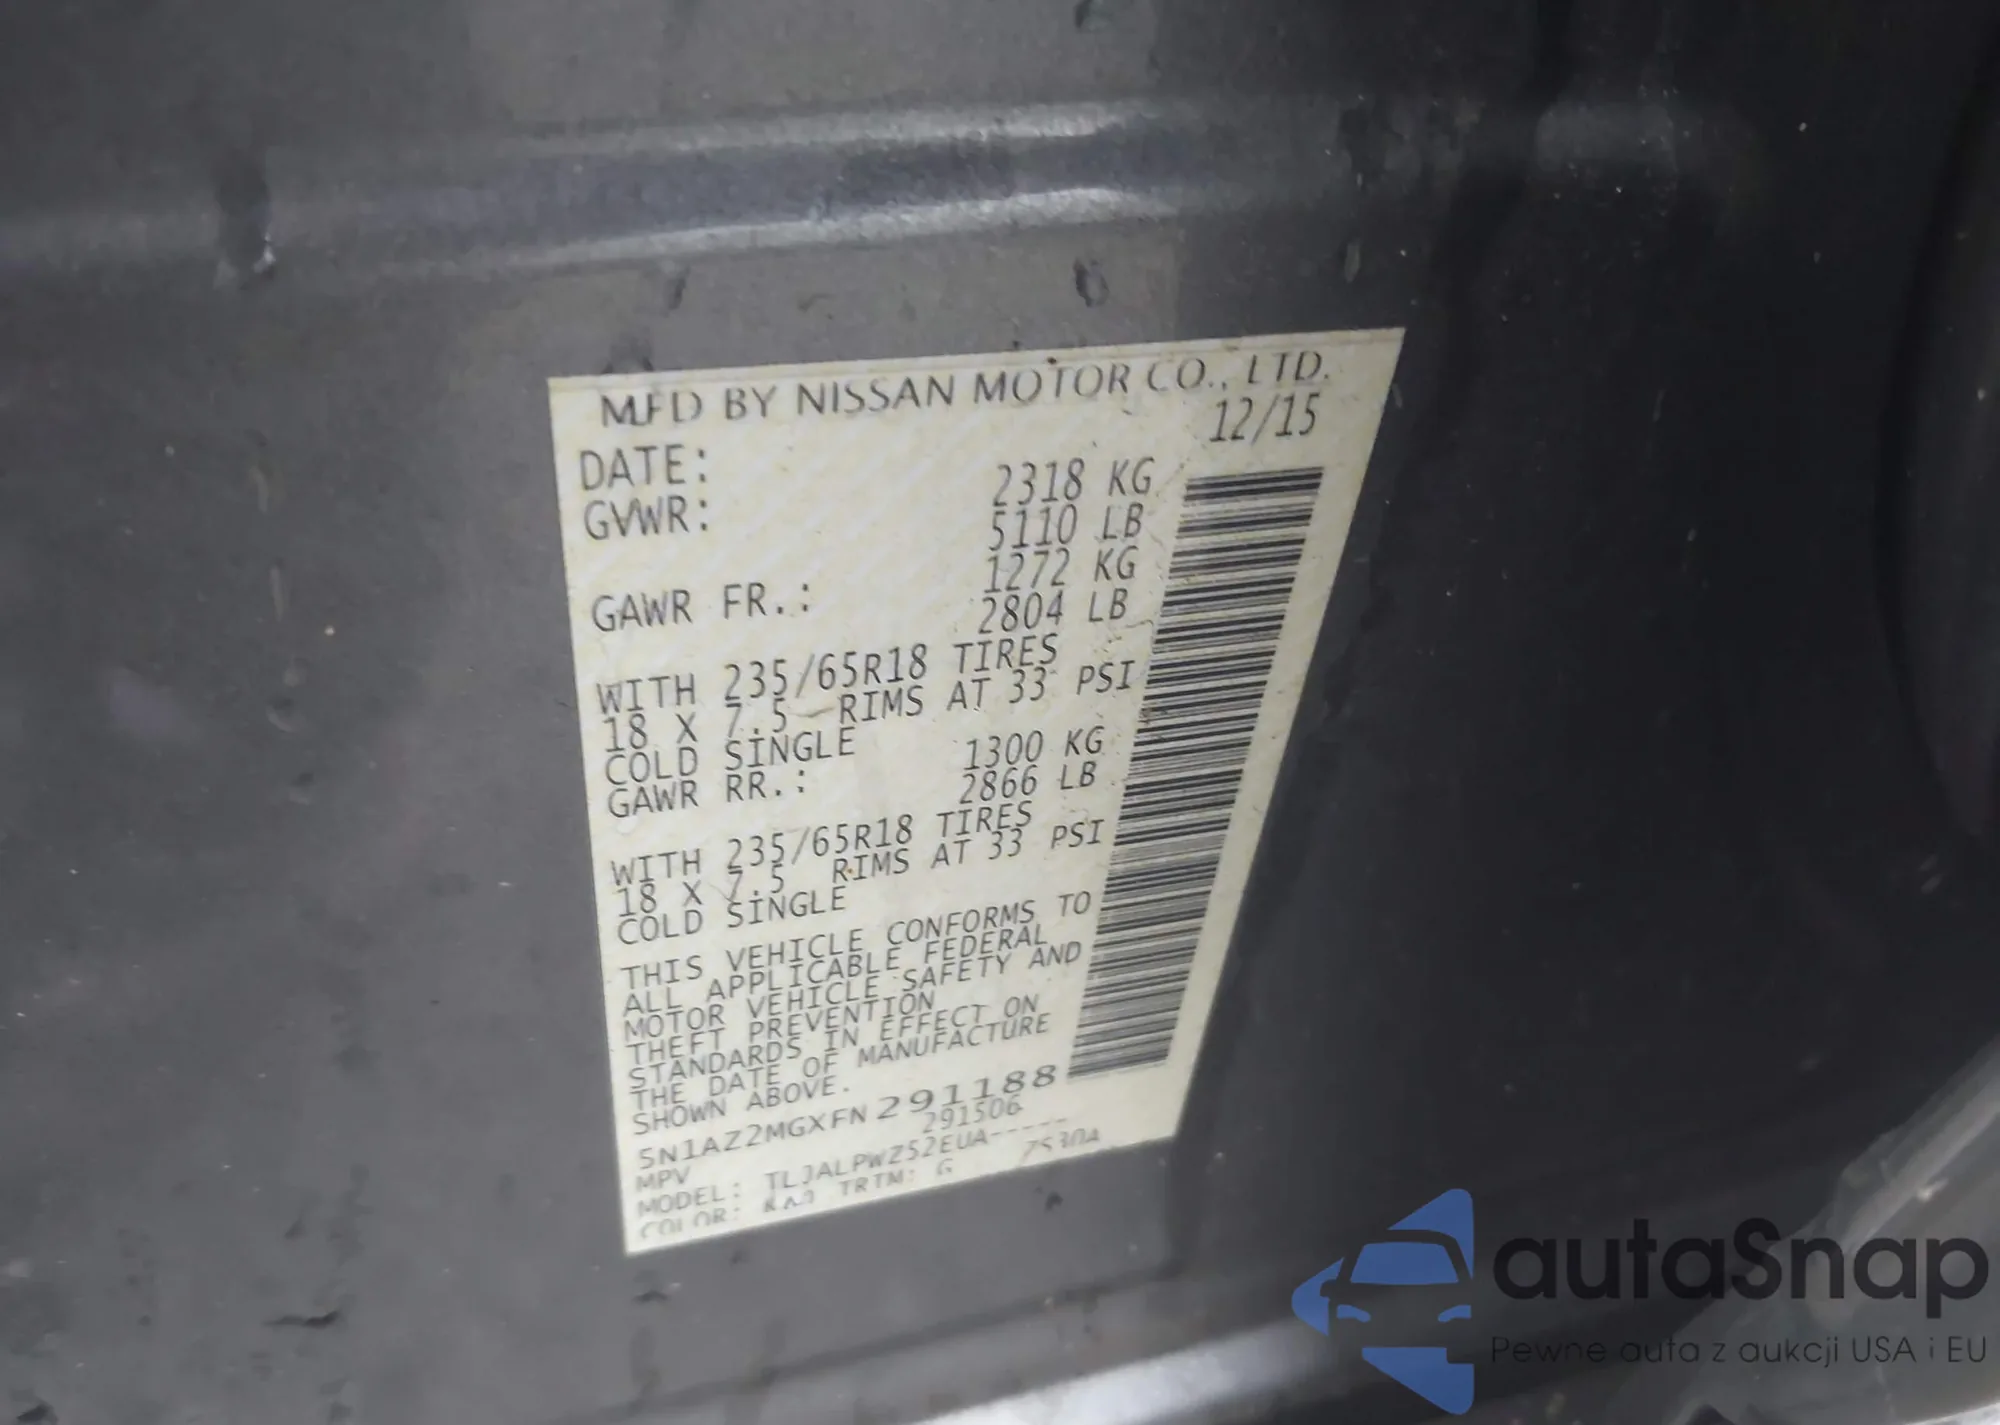 MFD BY NISSAN MOTOR CO., LTD.
DATE: 12/15
GVWR: 2318 KG
5110 LB
GAWR FR.: 1272 KG
2804 LB
WITH 235/65R18 TIRES
18 X 7.5 RIMS AT 33 PSI
COLD SINGLE
GAWR RR.: 1300 KG
2866 LB
WITH 235/65R18 TIRES
18 X 7.5 RIMS AT 33 PSI
COLD SINGLE
THIS VEHICLE CONFORMS TO
ALL APPLICABLE FEDERAL
MOTOR VEHICLE SAFETY AND
THEFT PREVENTION
STANDARDS IN EFFECT ON
THE DATE OF MANUFACTURE
SHOWN ABOVE.
5N1AZ2MGXFN291188
MPV 291506
MODEL: TLJALPWZ52EUA-----
COLOR: TRTM: G
autaSnap
Pewne auta z aukcji USA i EU